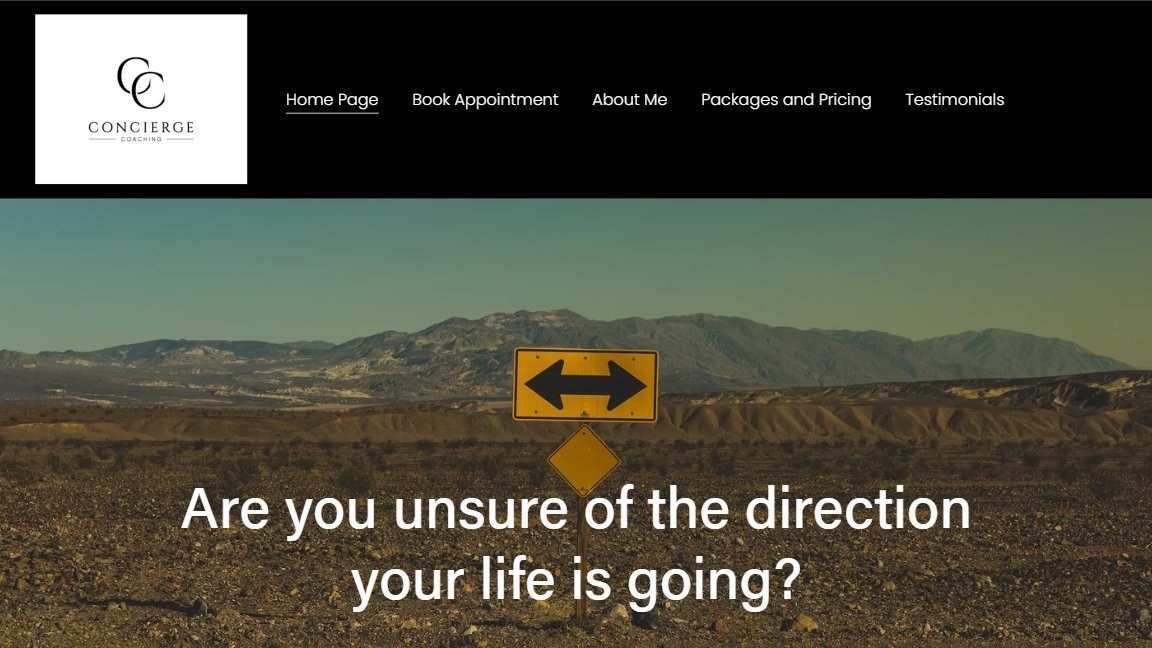 CC
CONCIERGE
COACHING
Home Page
Book Appointment
About Me
Packages and Pricing
Testimonials
Are you unsure of the direction
your life is going?